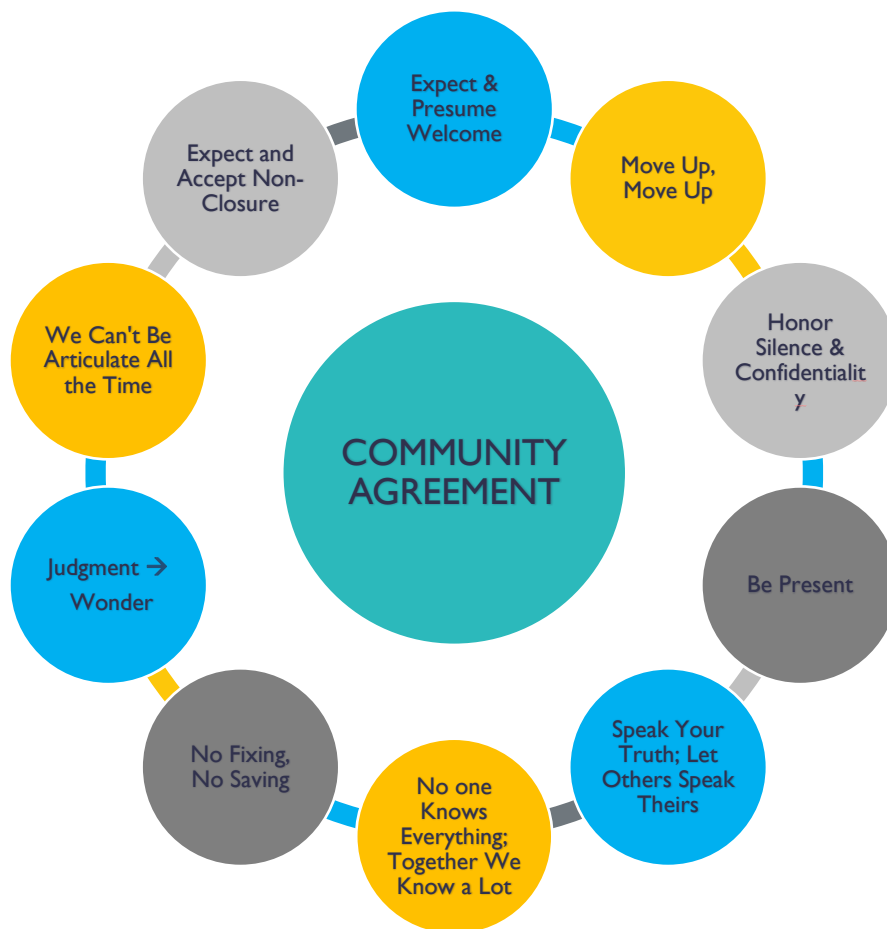 Expect &
Presume
Welcome
Move Up,
Move Up
Honor
Silence &
Confidentialit
y
Be Present
Speak Your
Truth; Let
Others Speak
Theirs
No one
Knows
Everything;
Together We
Know a Lot
No Fixing,
No Saving
Judgment →
Wonder
We Can't Be
Articulate All
the Time
Expect and
Accept Non-
Closure
COMMUNITY
AGREEMENT